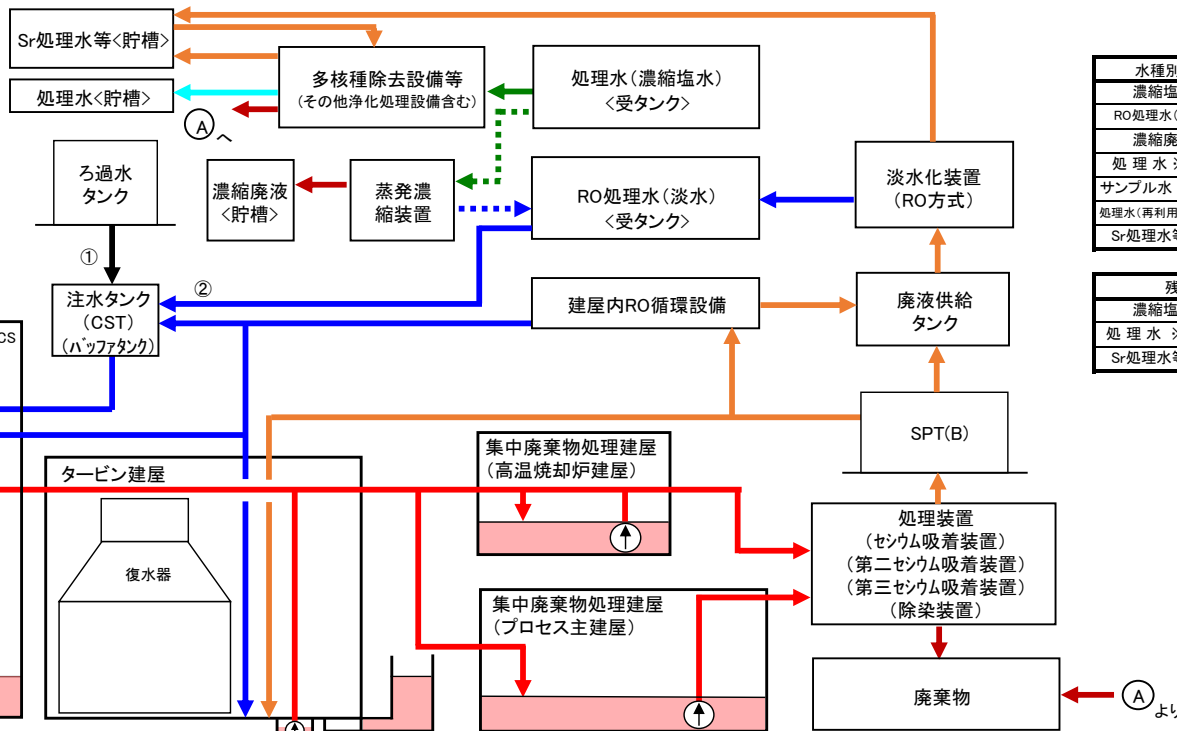 Sr処理水等<貯槽>
処理水<貯槽>
多核種除去設備等
(その他浄化処理設備含む)
処理水(濃縮塩水)
<受タンク>
Aへ
ろ過水
タンク
濃縮廃液
<貯槽>
蒸発濃
縮装置
RO処理水(淡水)
<受タンク>
淡水化装置
(RO方式)
①
②
注水タンク
(CST)
(バッファタンク)
建屋内RO循環設備
廃液供給
タンク
CS
SPT(B)
タービン建屋
復水器
集中廃棄物処理建屋
(高温焼却炉建屋)
集中廃棄物処理建屋
(プロセス主建屋)
処理装置
(セシウム吸着装置)
(第二セシウム吸着装置)
(第三セシウム吸着装置)
(除染装置)
廃棄物
Aより
水種別
濃縮塩
RO処理水(
濃縮廃
処理水
サンプル水
処理水(再利用
Sr処理水等
残
濃縮塩
処理水
Sr処理水等